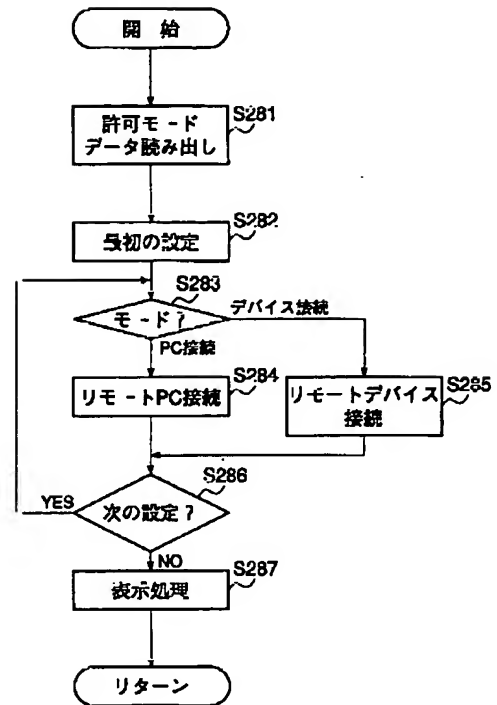 開 始
S281
許可モード
データ読み出し
S282
最初の設定
S283
モード？
デバイス接続
PC接続
S284
リモートPC接続
S285
リモートデバイス
接続
S286
YES
次の設定？
NO
S287
表示処理
リターン